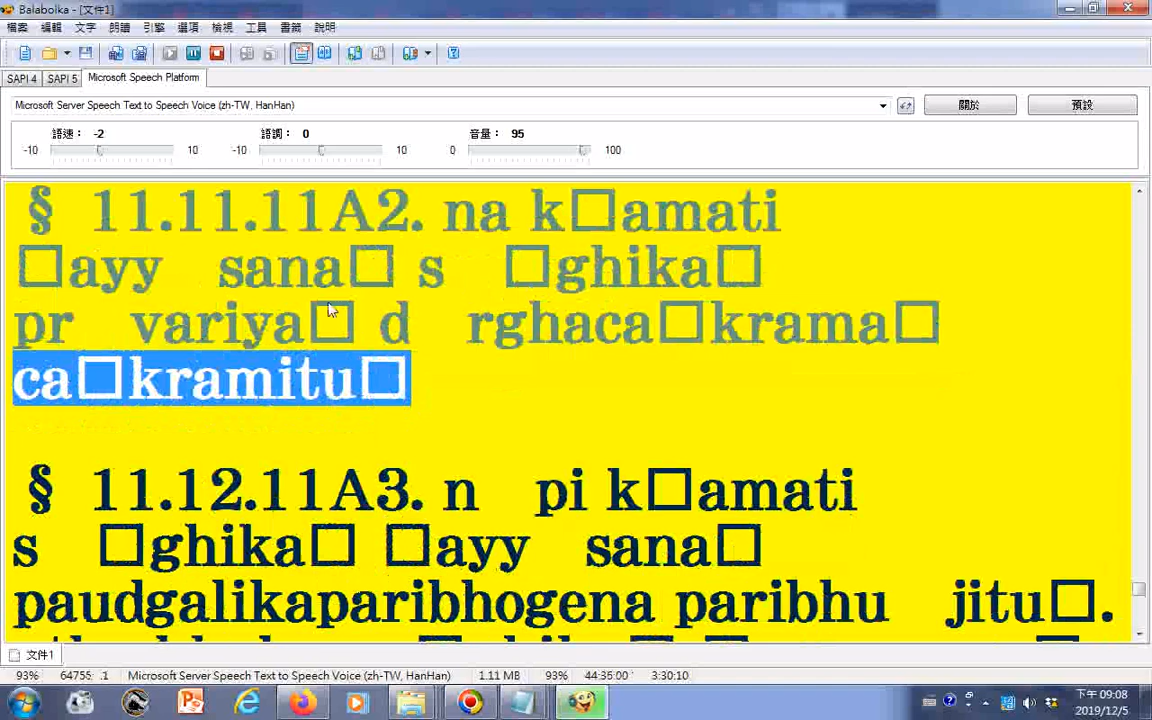 Balabolka - [文件1]
檔案 編輯 文字 朗讀 引擎 選項 檢視 工具 書籤 說明
SAPI 4 SAPI 5 Microsoft Speech Platform
Microsoft Server Speech Text to Speech Voice (zh-TW, HanHan) 關於 預設
語速： -2 語調： 0 音量： 95
-10 10 -10 10 0 100
§ 11.11.11A2. na k□amati
□ayy sana□ s □ghika□
pr variya□ d rghaca□krama□
ca□kramitu□
§ 11.12.11A3. n pi k□amati
s □ghika□ □ayy sana□
paudgalikaparibhogena paribhu jitu□.
文件1
93% 64755: .1 Microsoft Server Speech Text to Speech Voice (zh-TW, HanHan) 1.11 MB 93% 44:35:00 3:30:10
下午 09:08
2019/12/5